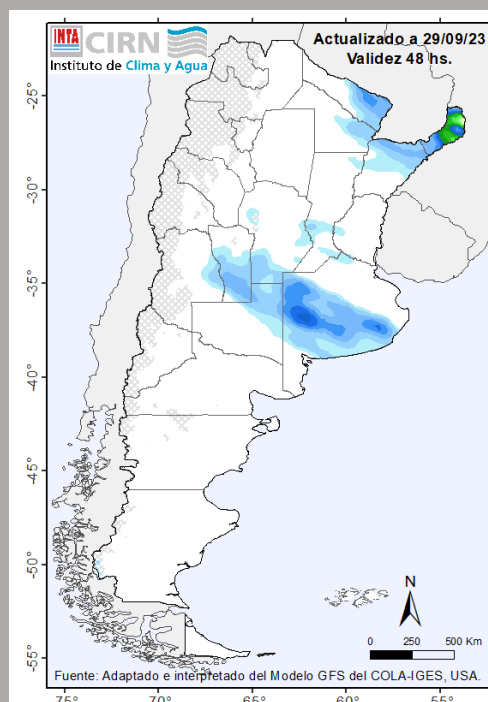 INTA CIRN
Instituto de Clima y Agua
Actualizado a 29/09/23
Validez 48 hs.
-25°
-30°
-35°
-40°
-45°
-50°
-55°
N
0 250 500 Km
Fuente: Adaptado e interpretado del Modelo GFS del COLA-IGES, USA.
-75° -70° -65° -60° -55°